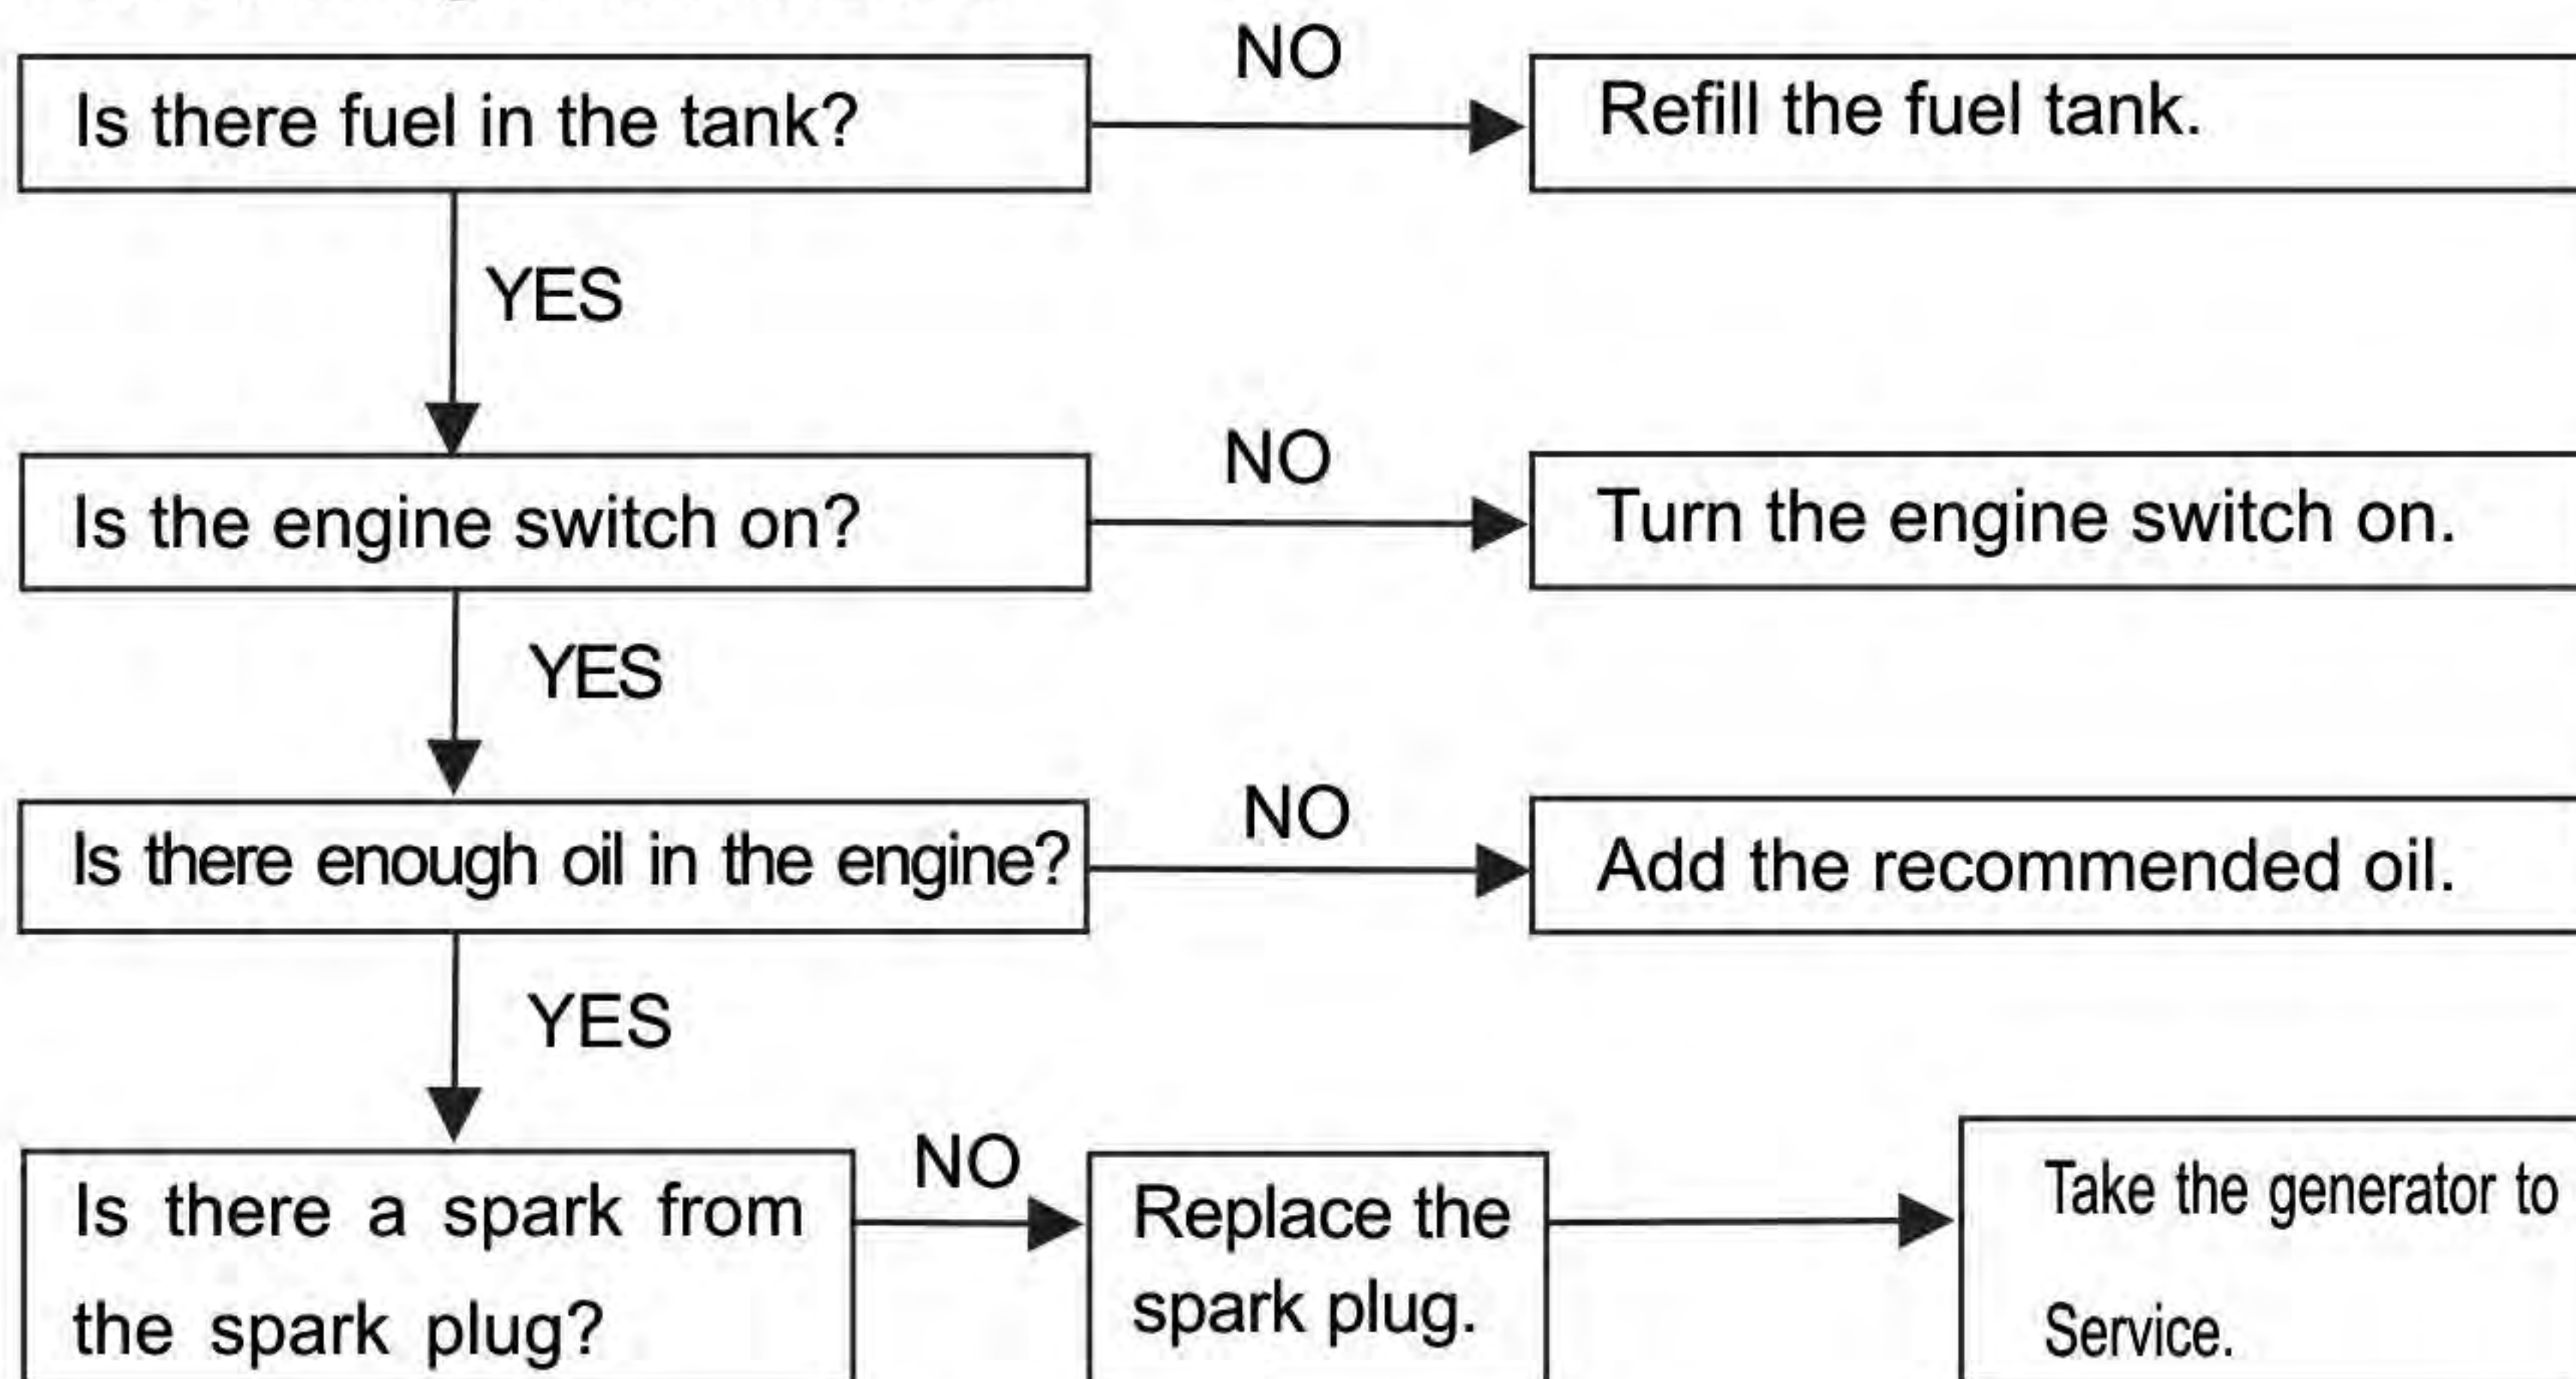 NO
Is there fuel in the tank?
Refill the fuel tank.
YES
NO
Is the engine switch on?
Turn the engine switch on.
YES
NO
Is there enough oil in the engine?
Add the recommended oil.
YES
NO
Is there a spark from
the spark plug?
Replace the
spark plug.
Take the generator to
Service.